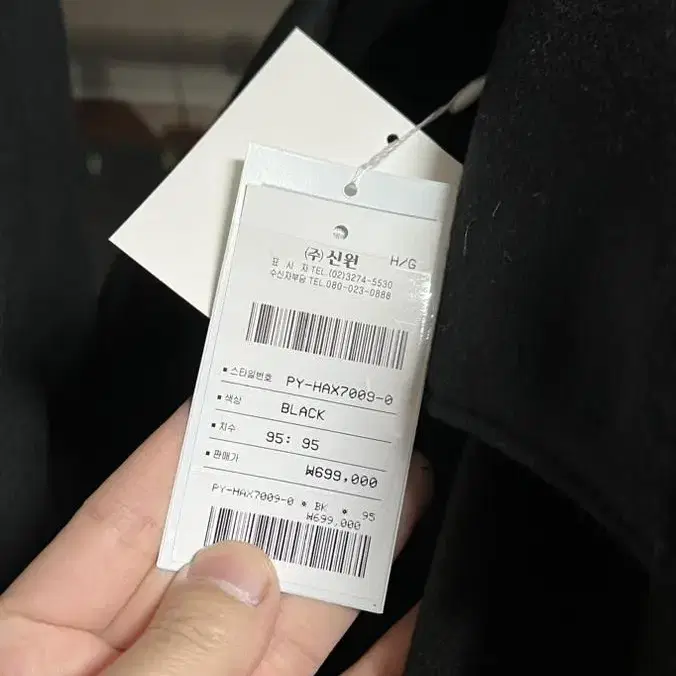 (주)신원 H/G
표 시 자 TEL.(02)3274-5530
수신자부담 TEL.080-023-0888
▪스타일번호 PY-HAX7009-0
▪색상 BLACK
▪치수 95: 95
▪판매가 ₩699,000
PY-HAX7009-0 * BK * 95
₩699,000